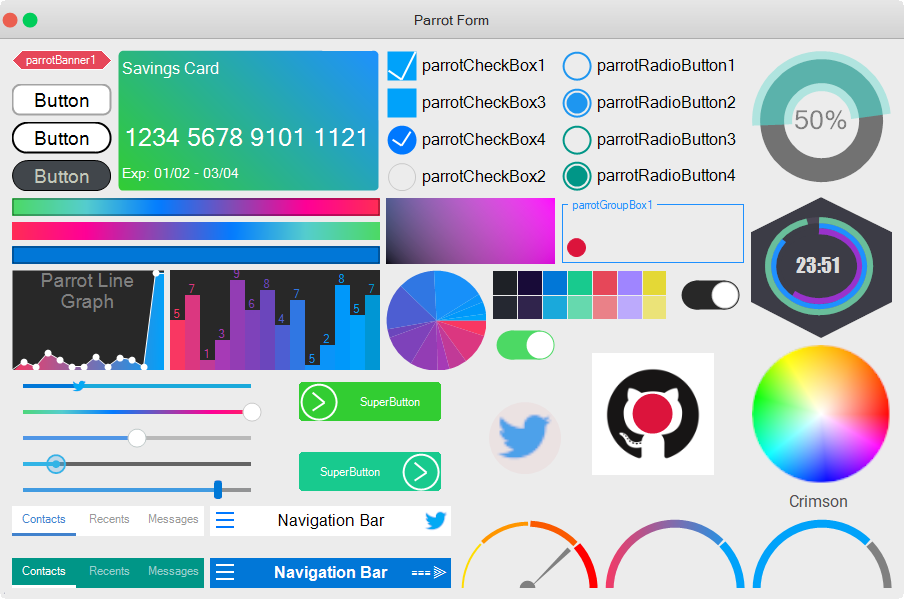 Parrot Form
parrotBanner1
Button
Button
Button
Savings Card
1234 5678 9101 1121
Exp: 01/02 - 03/04
parrotCheckBox1
parrotCheckBox3
parrotCheckBox4
parrotCheckBox2
parrotRadioButton1
parrotRadioButton2
parrotRadioButton3
parrotRadioButton4
50%
parrotGroupBox1
23:51
Parrot Line
Graph
5
7
1
3
9
6
8
4
7
5
2
8
5
7
SuperButton
SuperButton
Crimson
Contacts Recents Messages
Navigation Bar
Contacts Recents Messages
Navigation Bar